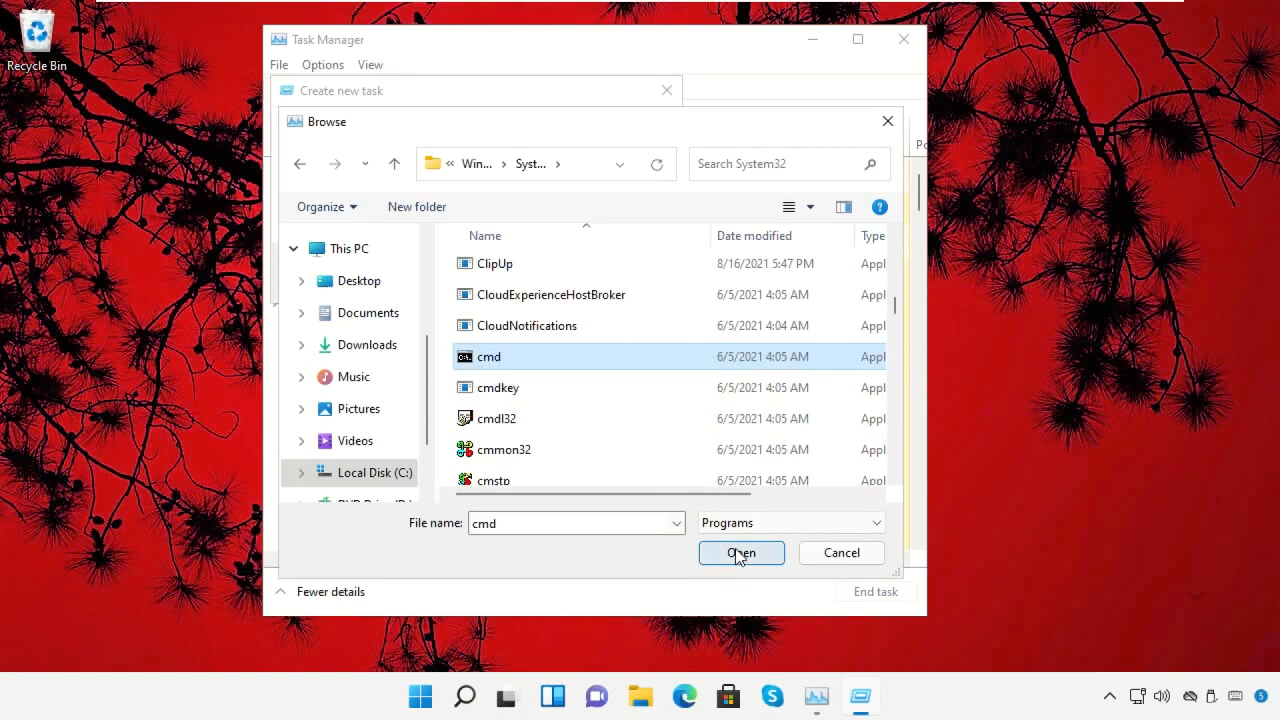 Recycle Bin
Task Manager
File Options View
Create new task
Browse
Win... Syst... Search System32
Organize New folder
Name Date modified Type
This PC
Desktop
Documents
Downloads
Music
Pictures
Videos
Local Disk (C:)
ClipUp 8/16/2021 5:47 PM Appl
CloudExperienceHostBroker 6/5/2021 4:05 AM Appl
CloudNotifications 6/5/2021 4:04 AM Appl
cmd 6/5/2021 4:05 AM Appl
cmdkey 6/5/2021 4:05 AM Appl
cmdl32 6/5/2021 4:05 AM Appl
cmmon32 6/5/2021 4:05 AM Appl
cmstp 6/5/2021 4:05 AM Appl
File name: cmd Programs
Open Cancel
Fewer details End task
5